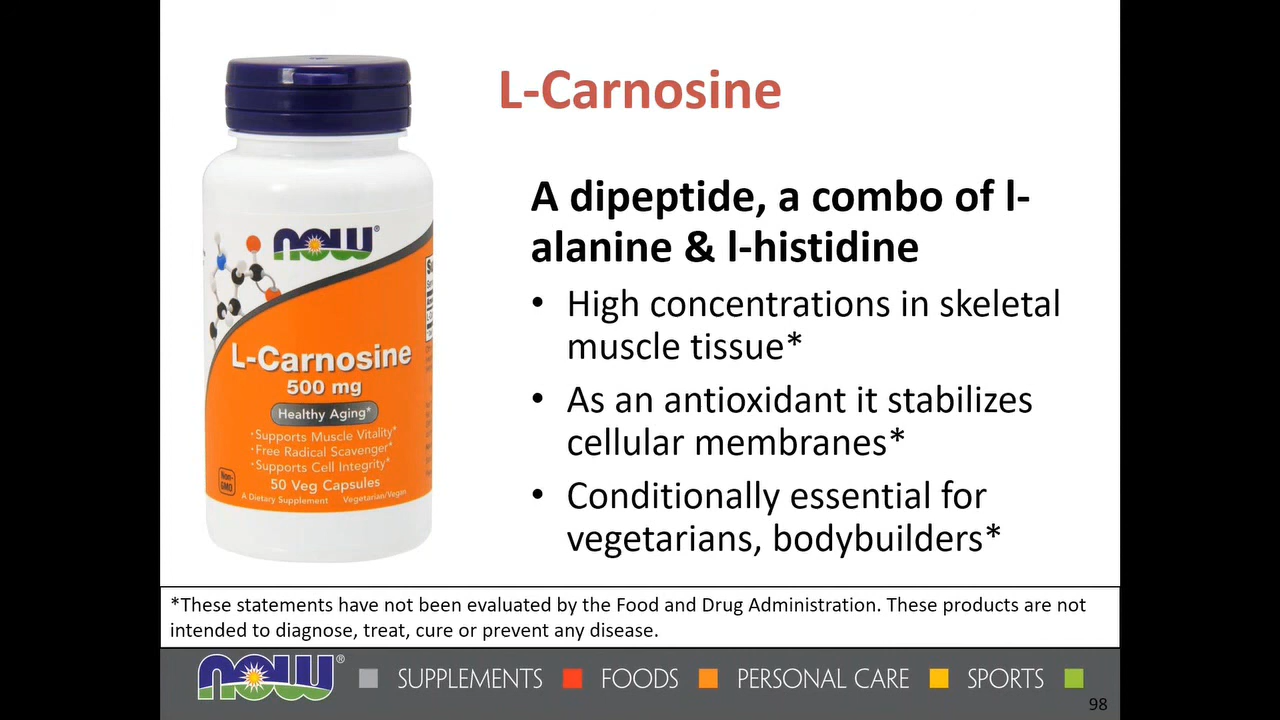 L-Carnosine
A dipeptide, a combo of l-
alanine & l-histidine
• High concentrations in skeletal
muscle tissue*
• As an antioxidant it stabilizes
cellular membranes*
• Conditionally essential for
vegetarians, bodybuilders*
NOW®
L-Carnosine
500 mg
Healthy Aging*
•Supports Muscle Vitality*
•Free Radical Scavenger*
•Supports Cell Integrity*
50 Veg Capsules
Non-
GMO
A Dietary Supplement Vegetarian/Vegan
*These statements have not been evaluated by the Food and Drug Administration. These products are not
intended to diagnose, treat, cure or prevent any disease.
NOW® SUPPLEMENTS FOODS PERSONAL CARE SPORTS
98